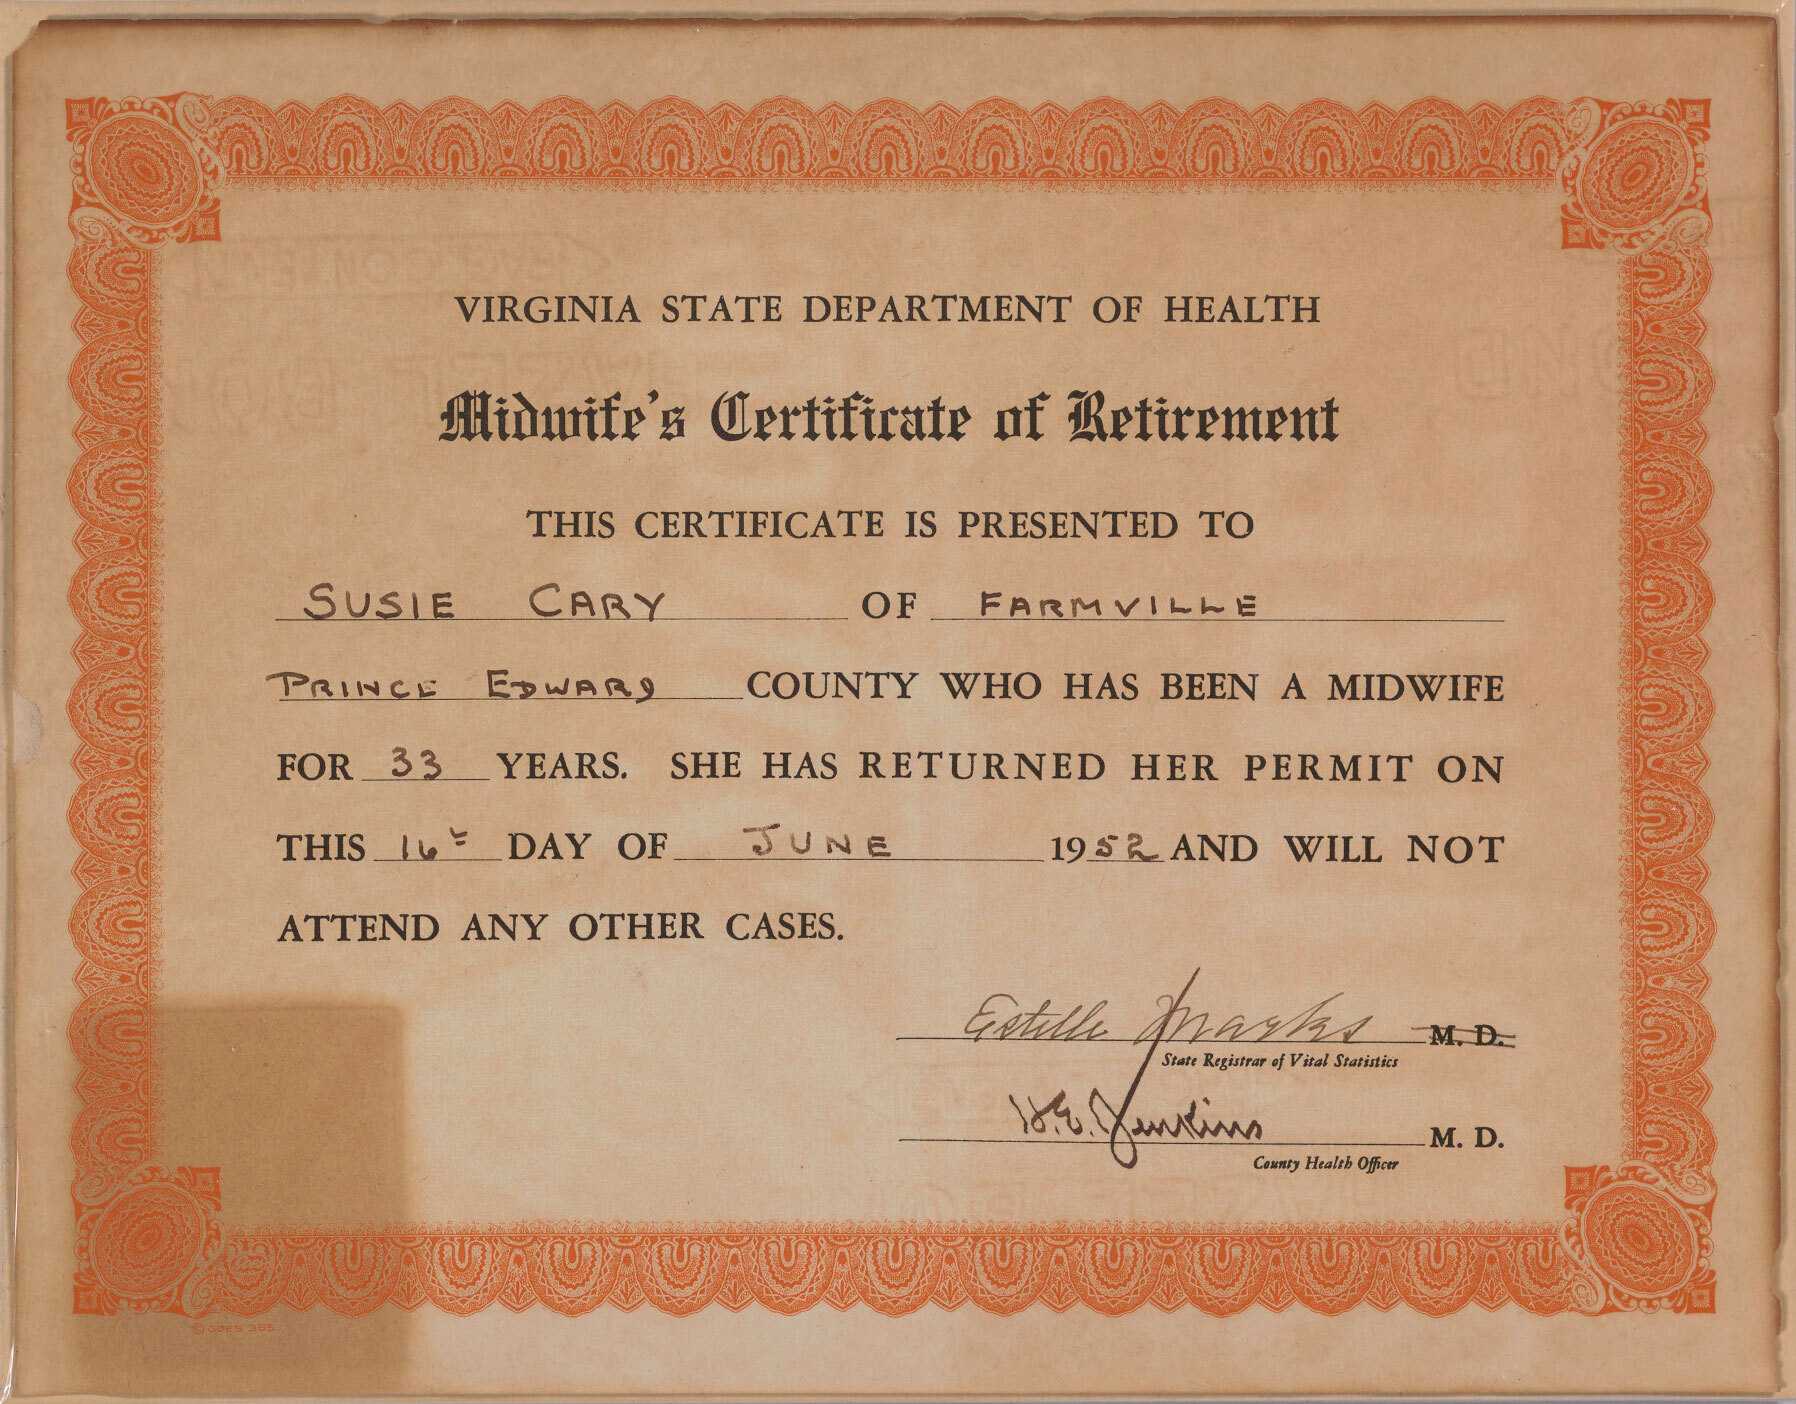 VIRGINIA STATE DEPARTMENT OF HEALTH
Midwife's Certificate of Retirement
THIS CERTIFICATE IS PRESENTED TO
SUSIE CARY OF FARMVILLE
PRINCE EDWARD COUNTY WHO HAS BEEN A MIDWIFE
FOR 33 YEARS. SHE HAS RETURNED HER PERMIT ON
THIS 16 DAY OF JUNE 1952 AND WILL NOT
ATTEND ANY OTHER CASES.
Estelle Marks M. D.
State Registrar of Vital Statistics
H.E. Jenkins M. D.
County Health Officer
© GOES 365